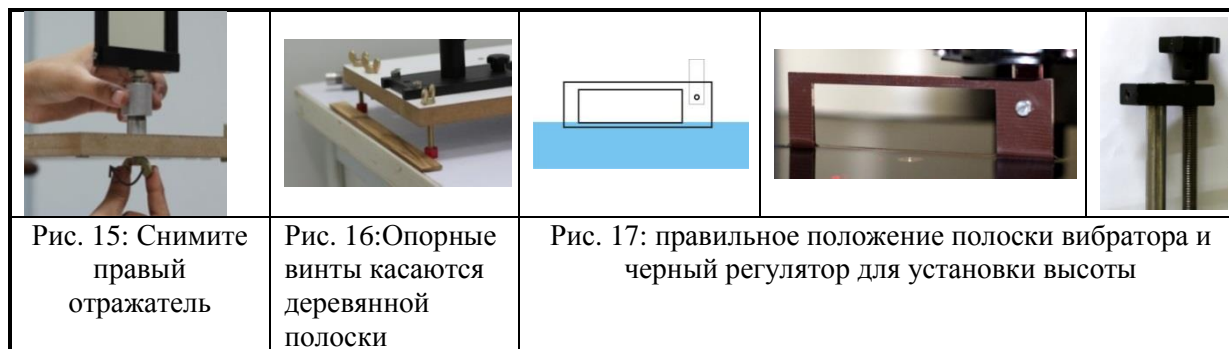 Рис. 15: Снимите
правый
отражатель
Рис. 16:Опорные
винты касаются
деревянной
полоски
Рис. 17: правильное положение полоски вибратора и
черный регулятор для установки высоты